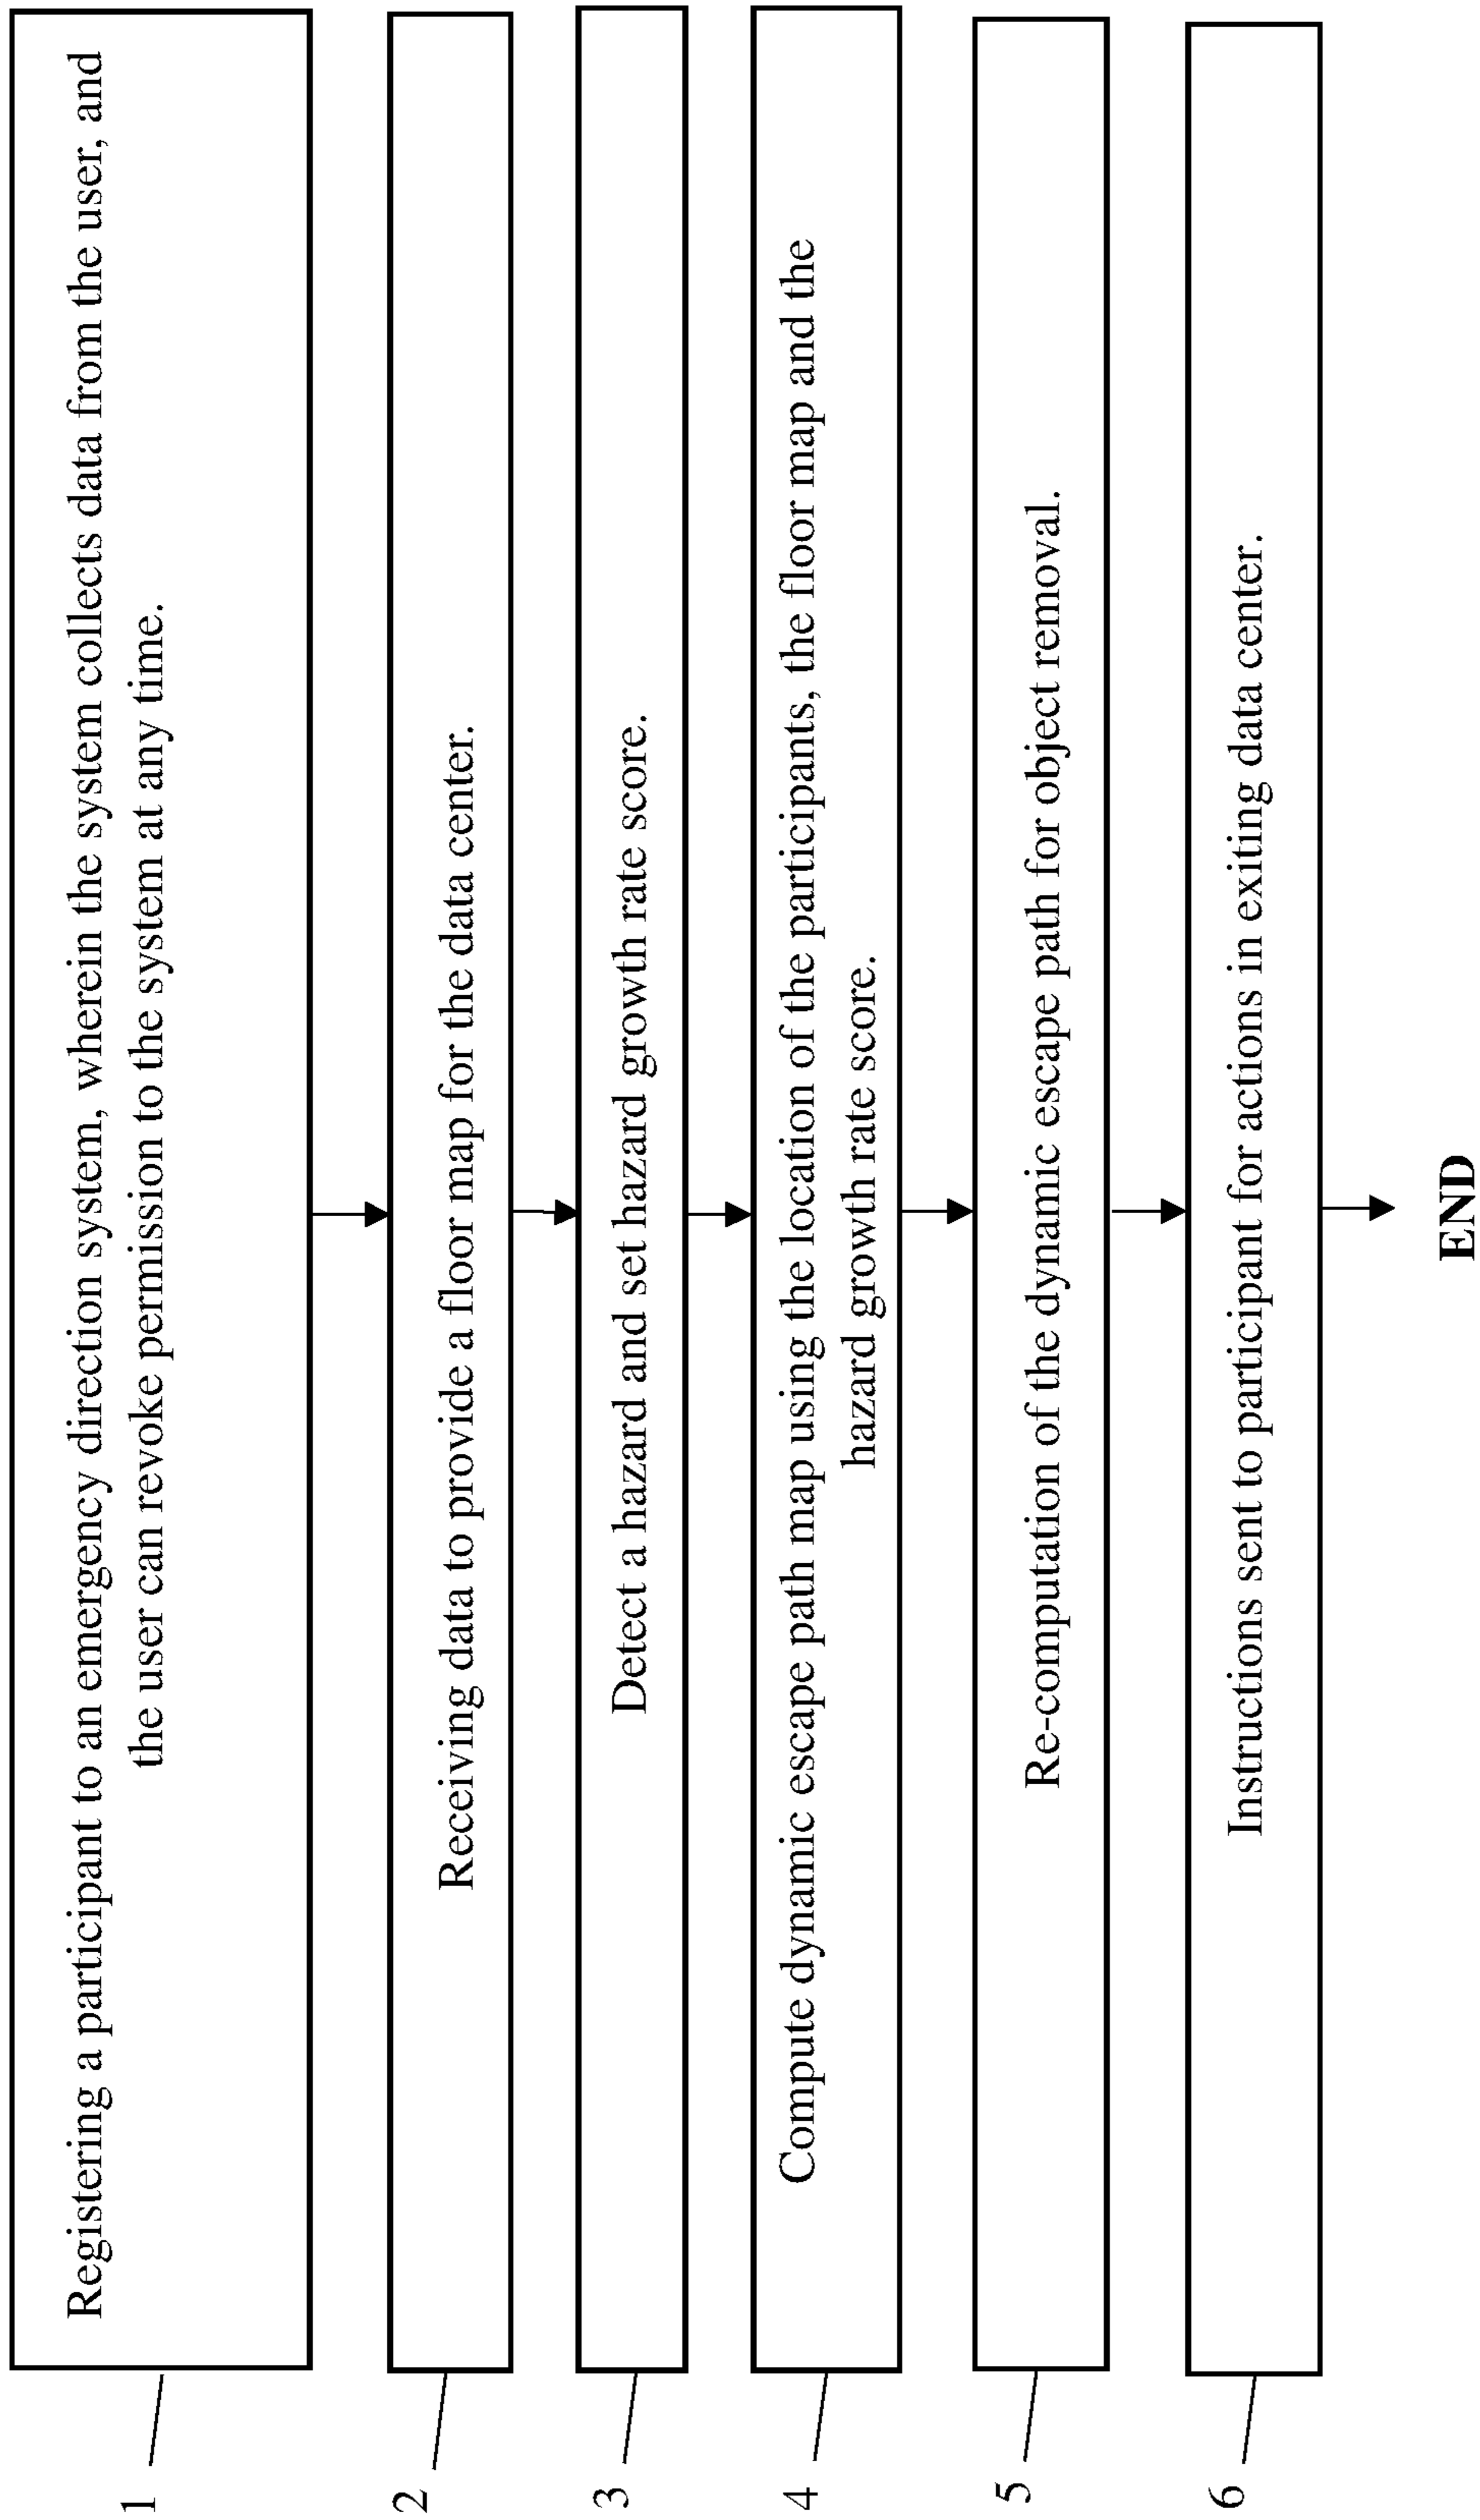 1
Registering a participant to an emergency direction system, wherein the system collects data from the user, and
the user can revoke permission to the system at any time.
2
Receiving data to provide a floor map for the data center.
3
Detect a hazard and set hazard growth rate score.
4
Compute dynamic escape path map using the location of the participants, the floor map and the
hazard growth rate score.
5
Re-computation of the dynamic escape path for object removal.
6
Instructions sent to participant for actions in exiting data center.
END